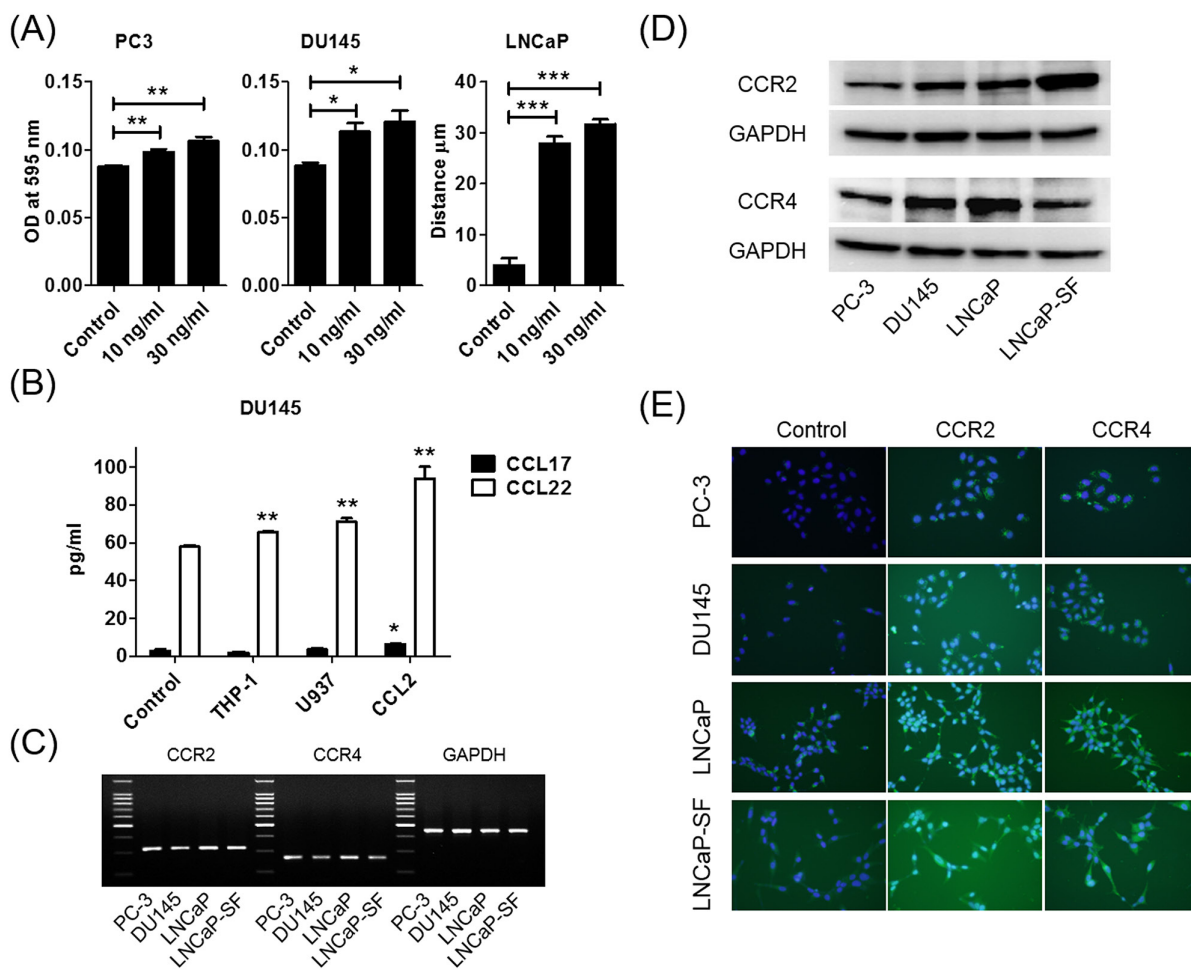 (A)
PC3
DU145
LNCaP
OD at 595 nm
0.15
0.10
0.05
0.00
**
**
Control
10 ng/ml
30 ng/ml
0.15
0.10
0.05
0.00
*
*
Control
10 ng/ml
30 ng/ml
Distance µm
40
30
20
10
0
***
***
Control
10 ng/ml
30 ng/ml
(B)
DU145
pg/ml
100
80
60
40
20
0
**
**
**
*
CCL17
CCL22
Control
THP-1
U937
CCL2
(C)
CCR2
CCR4
GAPDH
PC-3
DU145
LNCaP
LNCaP-SF
PC-3
DU145
LNCaP
LNCaP-SF
PC-3
DU145
LNCaP
LNCaP-SF
(D)
CCR2
GAPDH
CCR4
GAPDH
PC-3
DU145
LNCaP
LNCaP-SF
(E)
Control
CCR2
CCR4
PC-3
DU145
LNCaP
LNCaP-SF